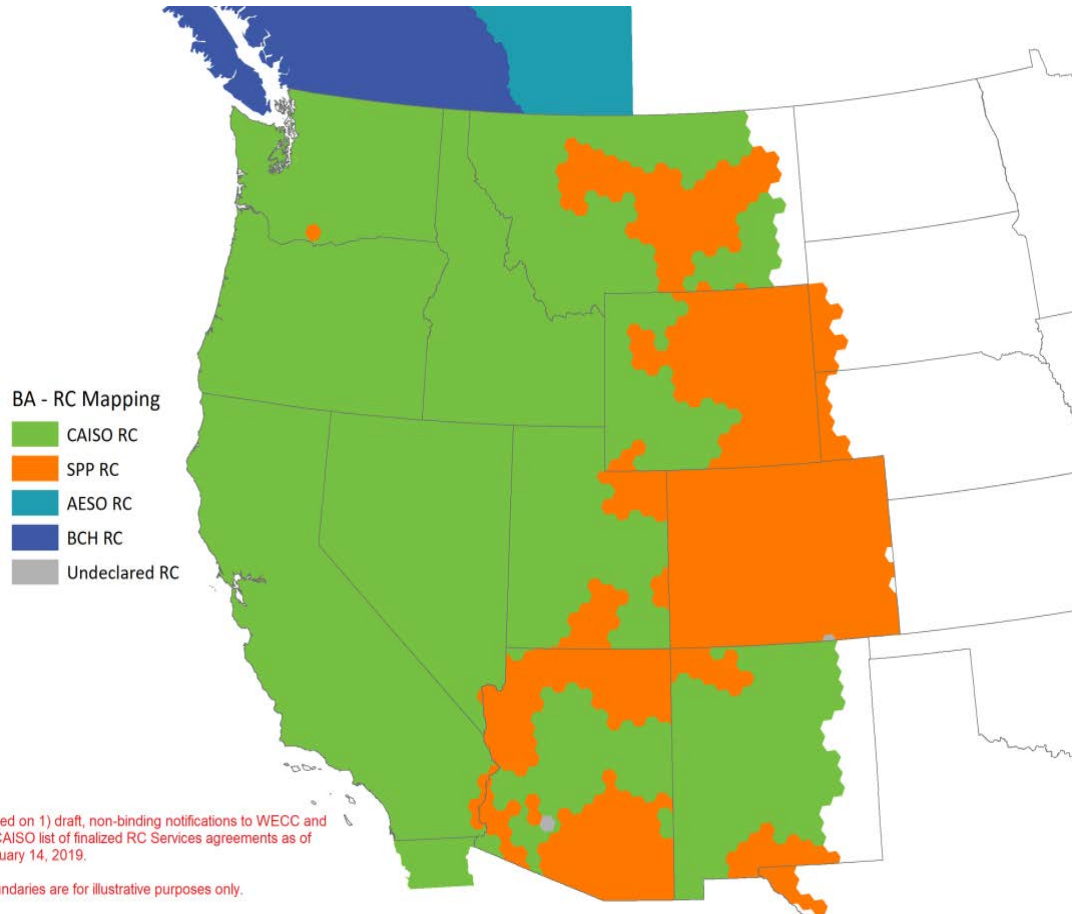 BA - RC Mapping
CAISO RC
SPP RC
AESO RC
BCH RC
Undeclared RC
ed on 1) draft, non-binding notifications to WECC and
CAISO list of finalized RC Services agreements as of
uary 14, 2019.
undaries are for illustrative purposes only.